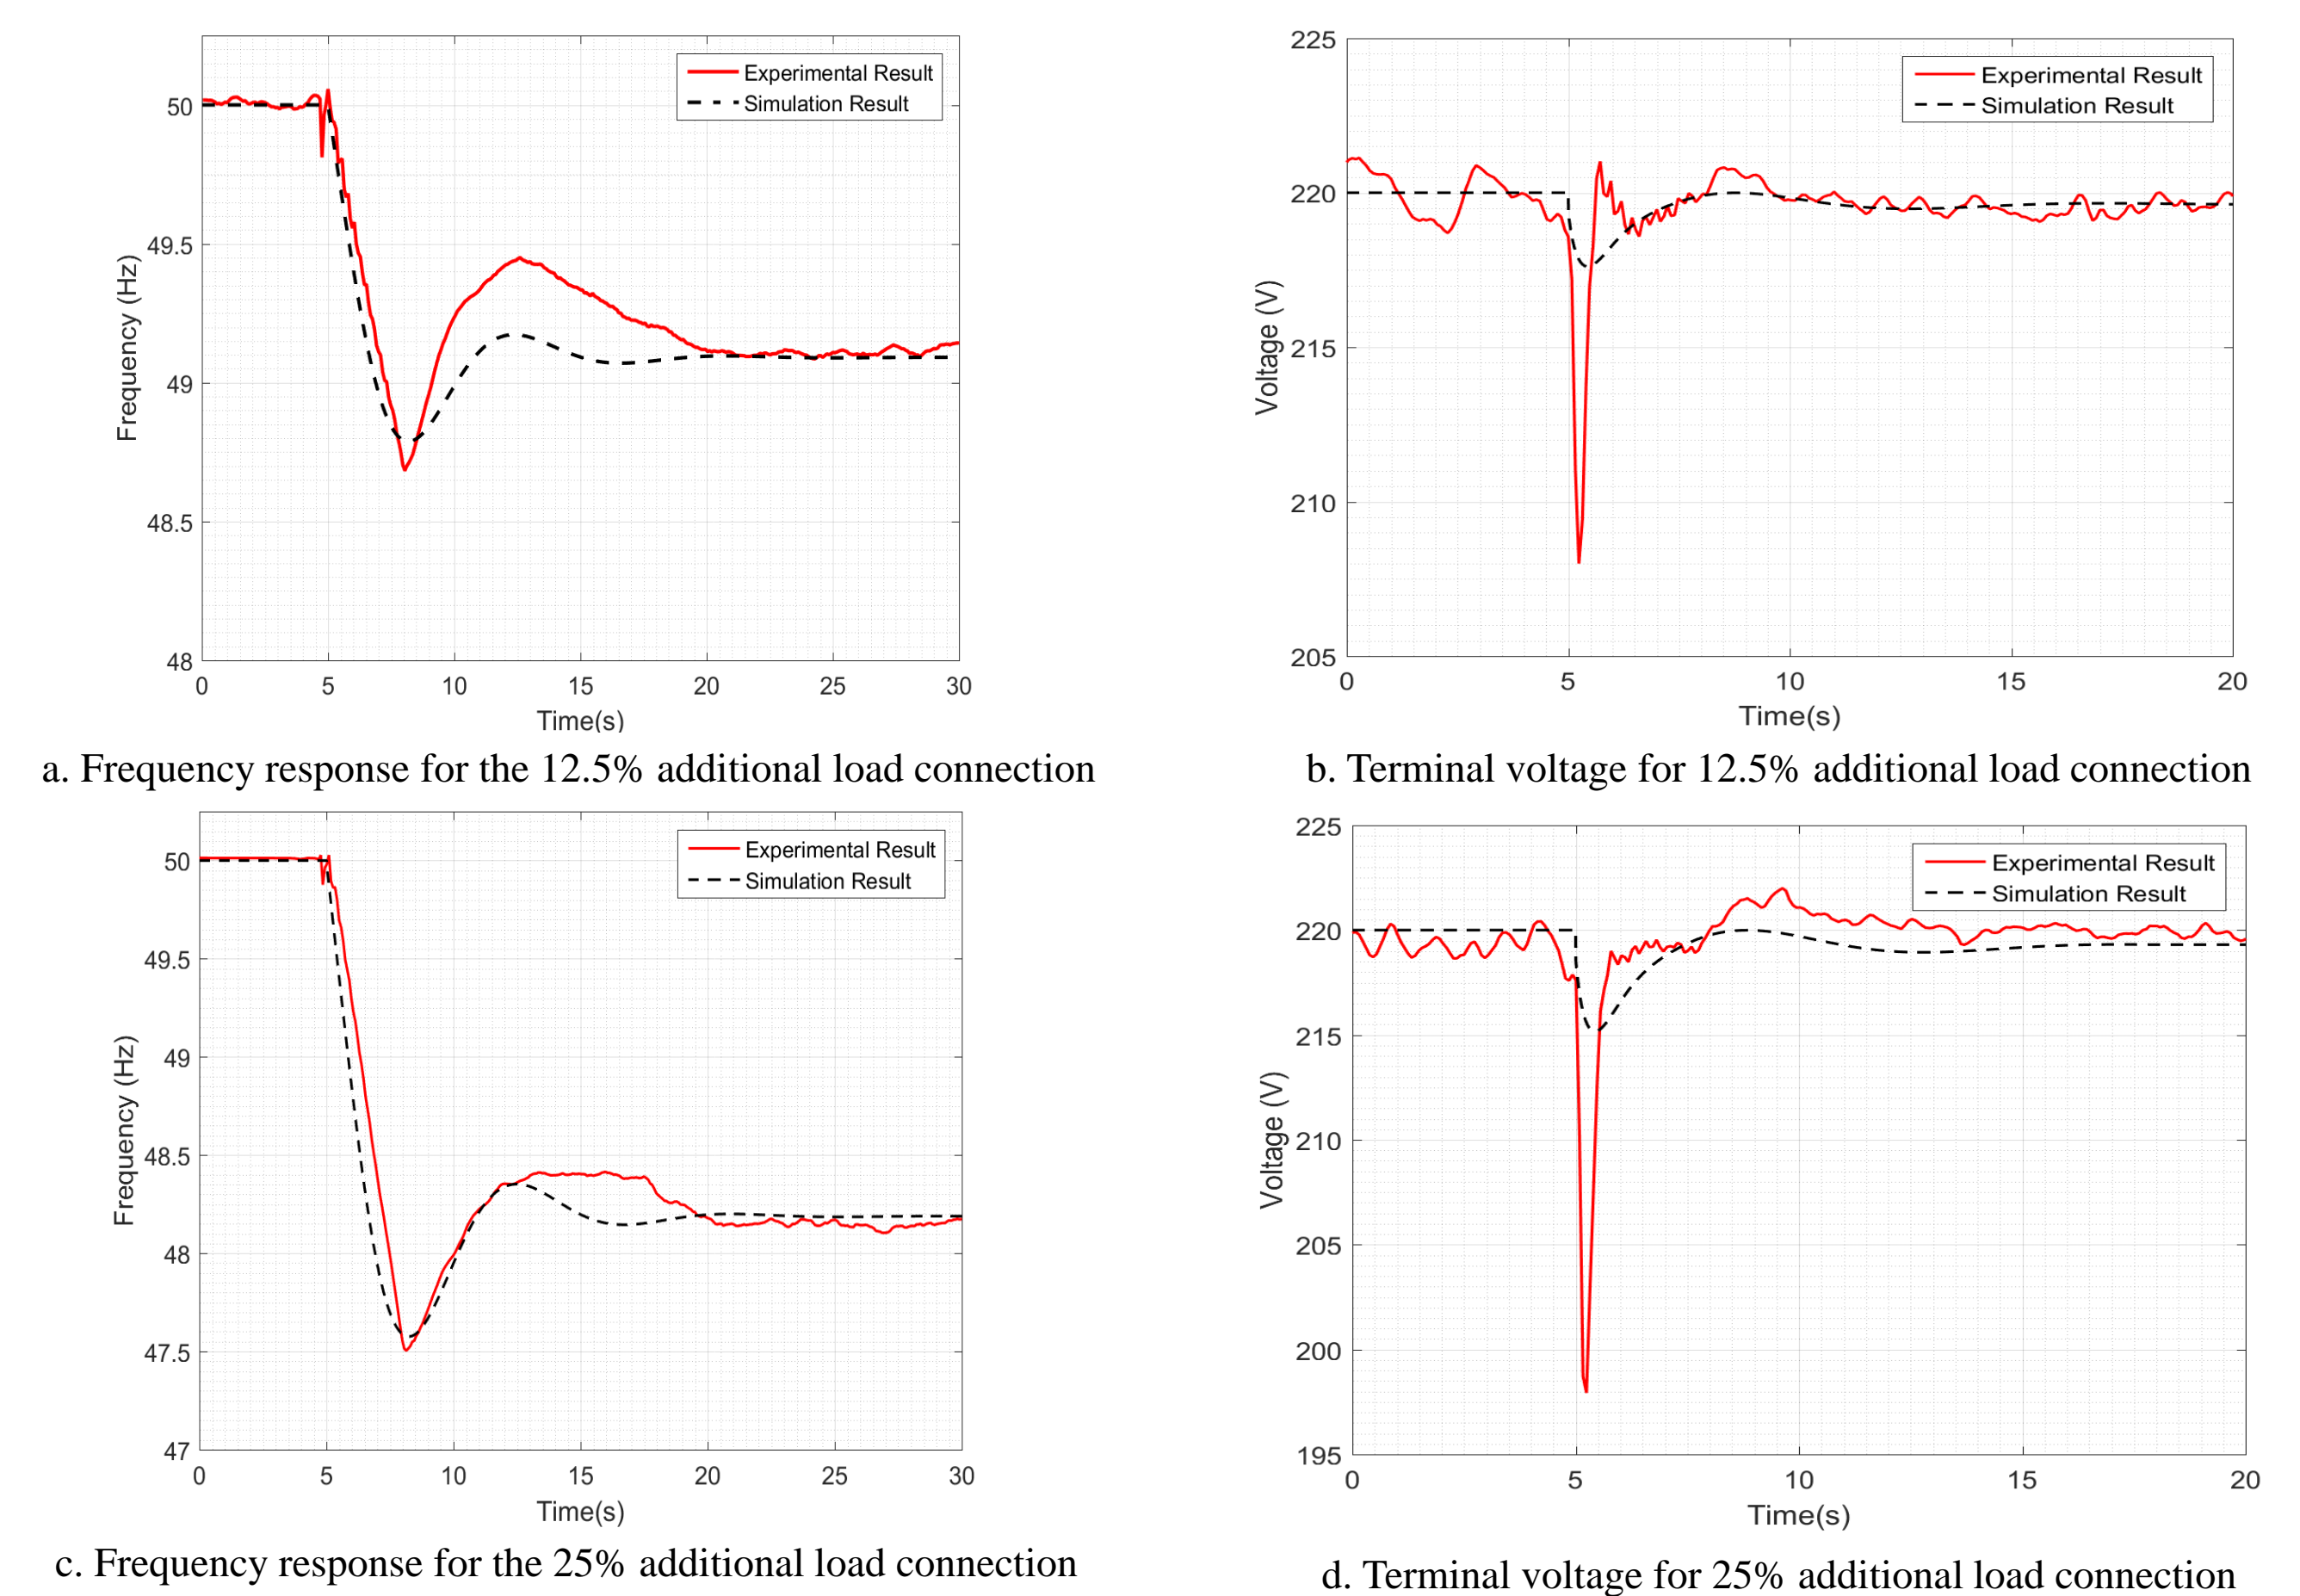 Experimental Result
Simulation Result
50
49.5
49
48.5
48
0 5 10 15 20 25 30
Frequency (Hz)
Time(s)
a. Frequency response for the 12.5% additional load connection
Experimental Result
Simulation Result
225
220
215
210
205
0 5 10 15 20
Voltage (V)
Time(s)
b. Terminal voltage for 12.5% additional load connection
Experimental Result
Simulation Result
50
49.5
49
48.5
48
47.5
47
0 5 10 15 20 25 30
Frequency (Hz)
Time(s)
c. Frequency response for the 25% additional load connection
Experimental Result
Simulation Result
225
220
215
210
205
200
195
0 5 10 15 20
Voltage (V)
Time(s)
d. Terminal voltage for 25% additional load connection